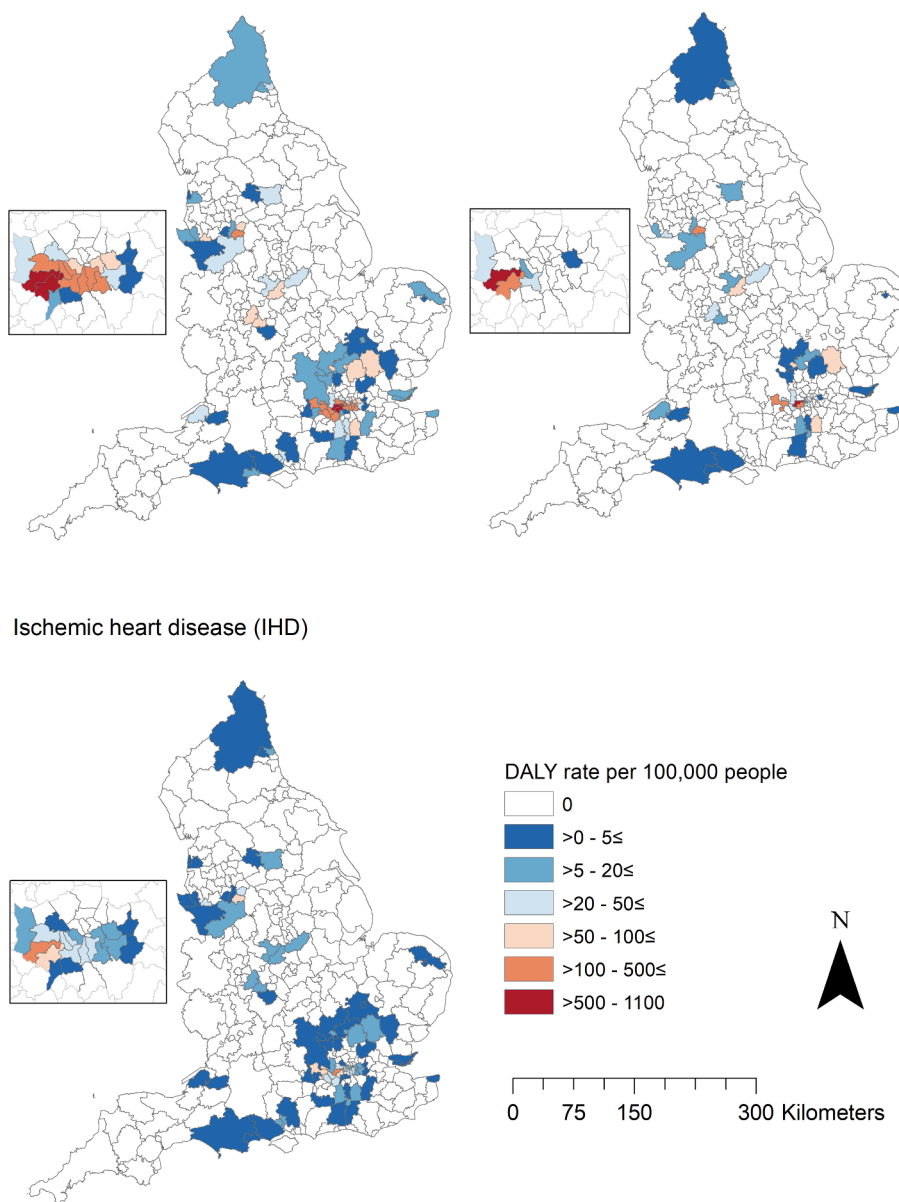 Ischemic heart disease (IHD)
DALY rate per 100,000 people
0
>0 - 5≤
>5 - 20≤
>20 - 50≤
>50 - 100≤
>100 - 500≤
>500 - 1100
N
0 75 150 300 Kilometers